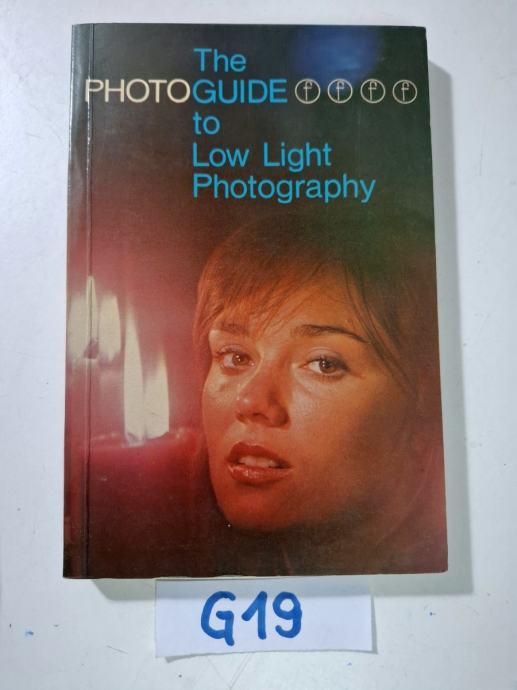 The
PHOTOGUIDE f f f f
to
Low Light
Photography
G19